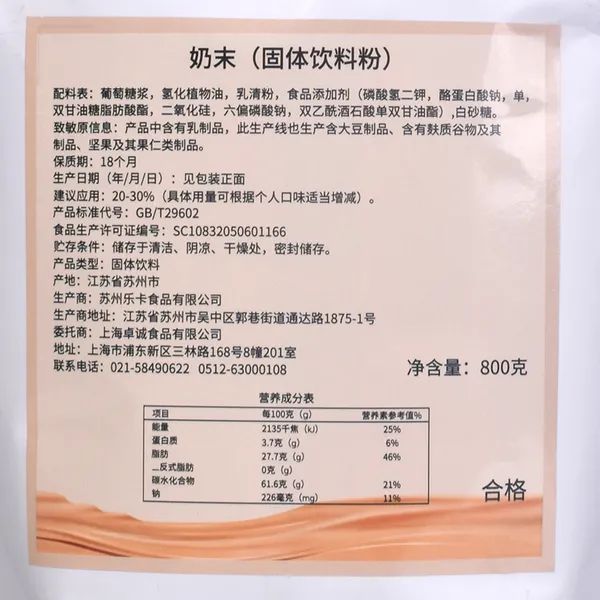 奶末（固体饮料粉）
配料表：葡萄糖浆，氢化植物油，乳清粉，食品添加剂（磷酸氢二钾，酪蛋白酸钠，单，
双甘油糖脂肪酸酯，二氧化硅，六偏磷酸钠，双乙酰酒石酸单双甘油酯）,白砂糖。
致敏原信息：产品中含有乳制品，此生产线也生产含大豆制品、含有麸质谷物及其
制品、坚果及其果仁类制品。
保质期：18个月
生产日期（年/月/日）：见包装正面
建议应用：20-30%（具体用量可根据个人口味适当增减）。
产品标准代号：GB/T29602
食品生产许可证编号：SC10832050601166
贮存条件：储存于清洁、阴凉、干燥处，密封储存。
产品类型：固体饮料
产地：江苏省苏州市
生产商：苏州乐卡食品有限公司
生产商地址：江苏省苏州市吴中区郭巷街道通达路1875-1号
委托商：上海卓诚食品有限公司
地址：上海市浦东新区三林路168号8幢201室
联系电话：021-58490622 0512-63000108
净含量：800克
营养成分表
项目 每100克（g） 营养素参考值%
能量 2135千焦（kJ） 25%
蛋白质 3.7克（g） 6%
脂肪 27.7克（g） 46%
__反式脂肪 0克（g）
碳水化合物 61.6克（g） 21%
钠 226毫克（mg） 11%
合格